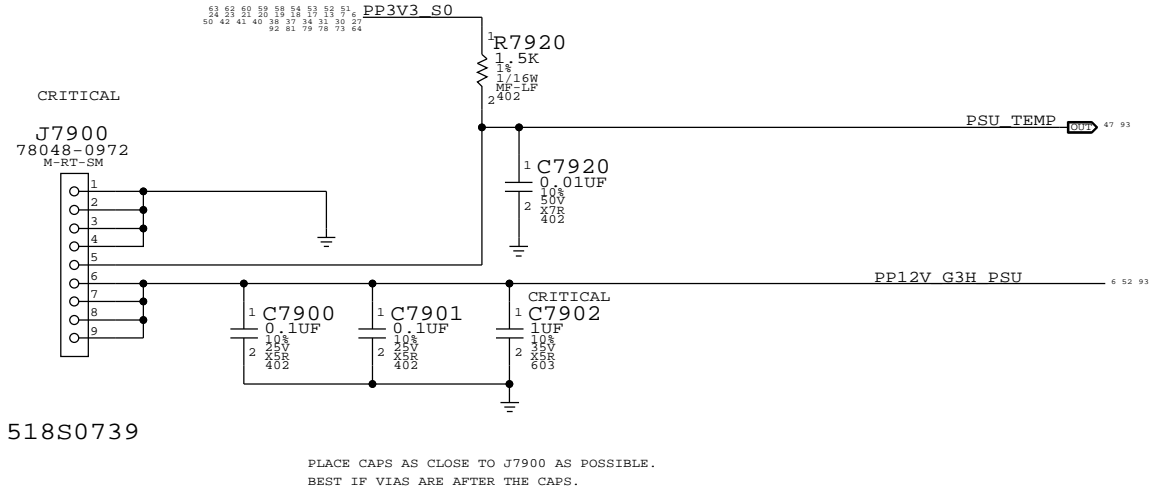 63 62 60 59 58 54 53 52 51
24 23 21 20 19 18 17 13 7 6
50 42 41 40 38 37 34 31 30 27
92 81 79 78 73 64
PP3V3_S0
1
R7920
1.5K
1%
1/16W
MF-LF
402
2
CRITICAL
J7900
78048-0972
M-RT-SM
PSU_TEMP
OUT
47 93
1
C7920
0.01UF
10%
50V
X7R
402
2
1
2
3
4
5
6
7
8
9
PP12V_G3H_PSU
6 52 93
1
C7900
0.1UF
10%
25V
X5R
402
2
1
C7901
0.1UF
10%
25V
X5R
402
2
CRITICAL
1
C7902
1UF
10%
35V
X5R
603
2
518S0739
PLACE CAPS AS CLOSE TO J7900 AS POSSIBLE.
BEST IF VIAS ARE AFTER THE CAPS.